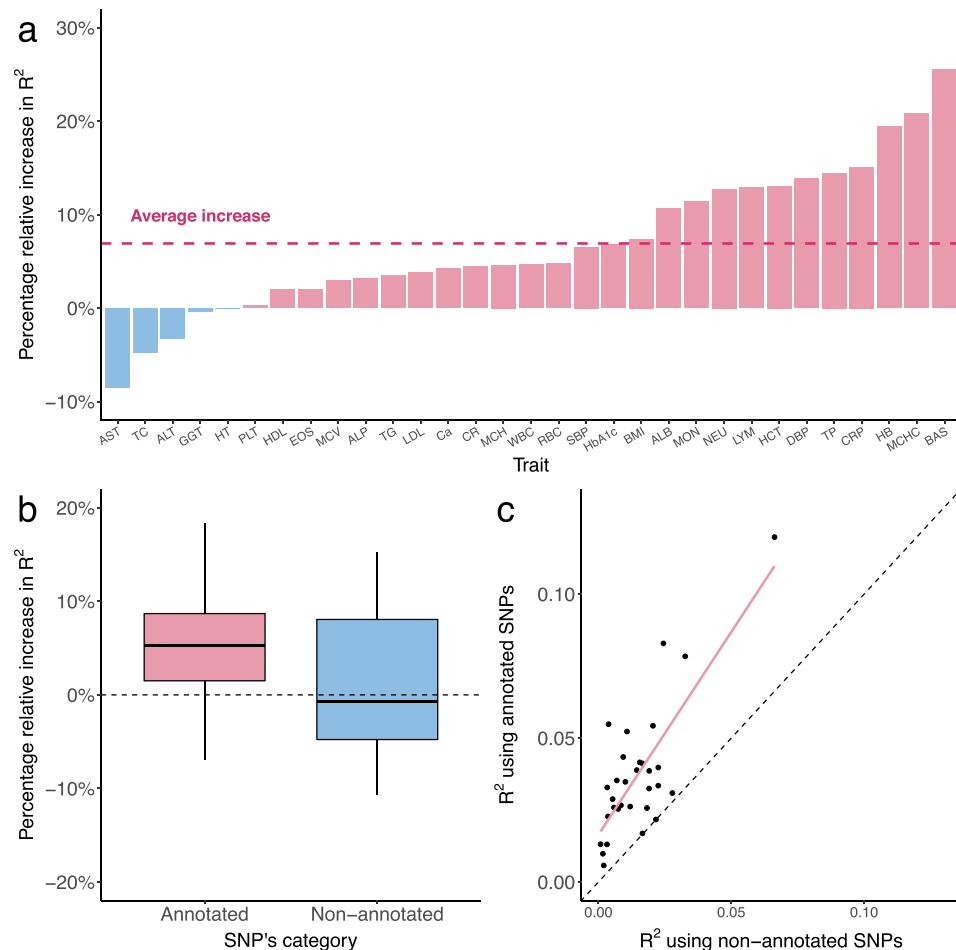 a
Percentage relative increase in R²
30%
20%
10%
0%
−10%
Average increase
AST TC ALT GGT HT PLT HDL EOS MCV ALP TG LDL Ca CR MCH WBC RBC SBP HbA1c BMI ALB MON NEU LYM HCT DBP TP CRP HB MCHC BAS
Trait
b
Percentage relative increase in R²
20%
10%
0%
−10%
−20%
Annotated Non−annotated
SNP's category
c
R² using annotated SNPs
0.10
0.05
0.00
0.00 0.05 0.10
R² using non−annotated SNPs